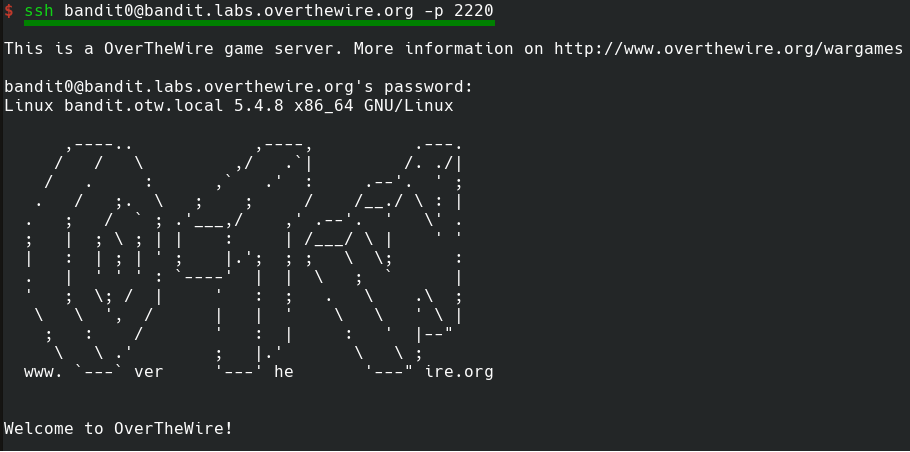 $ ssh bandit0@bandit.labs.overthewire.org -p 2220
This is a OverTheWire game server. More information on http://www.overthewire.org/wargames
bandit0@bandit.labs.overthewire.org's password:
Linux bandit.otw.local 5.4.8 x86_64 GNU/Linux
      ,----..            ,----,          .---.
     /   /   \         ,/   .`|         /. ./|
    /   .     :      ,`   .'  :     .--'.  ' ;
   .   /   ;.  \   ;    ;     /    /__./ \ : |
  .   ;   /  ` ; .'___,/    ,' .--'.  '   \' .
  ;   |  ; \ ; | |    :     | /___/ \ |    ' '
  |   :  | ; | ' ;    |.';  ; ;   \  \;      :
  .   |  ' ' ' : `----'  |  |  \   ;  `      |
  '   ;  \; /  |     '   :  ;   .   \    .\  ;
   \   \  ',  /      |   |  '    \   \   ' \ |
    ;   :    /       '   :  |     :   '  |--"
     \   \ .'        ;   |.'       \   \ ;
  www. `---` ver     '---' he       '---" ire.org
Welcome to OverTheWire!